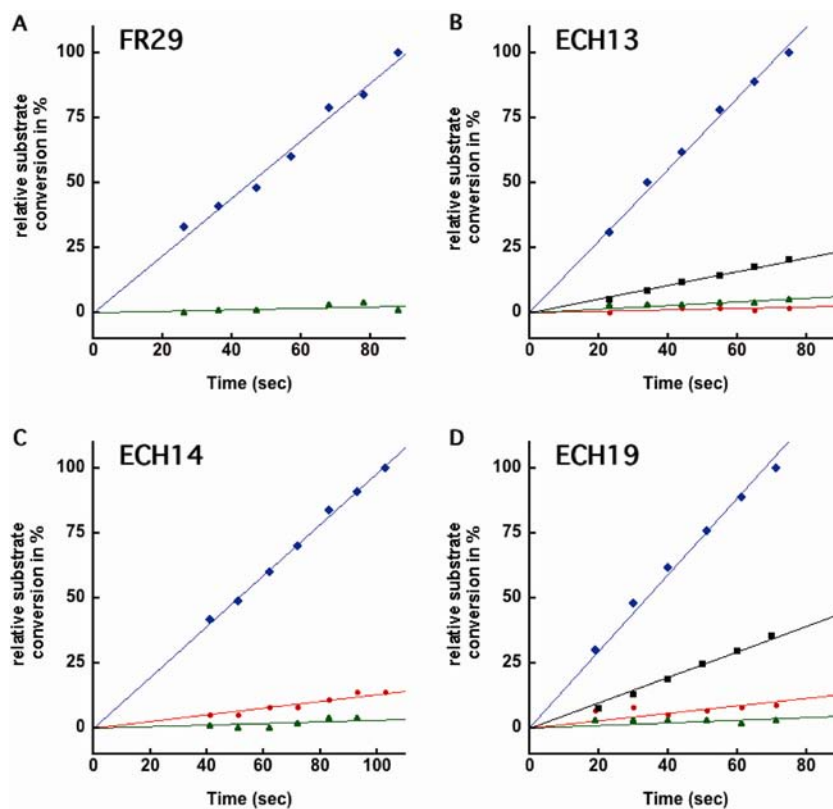 A
FR29
100
75
50
25
0
relative substrate
conversion in %
0
20
40
60
80
Time (sec)
B
ECH13
100
75
50
25
0
relative substrate
conversion in %
0
20
40
60
80
Time (sec)
C
ECH14
100
75
50
25
0
relative substrate
conversion in %
0
20
40
60
80
100
Time (sec)
D
ECH19
100
75
50
25
0
relative substrate
conversion in %
0
20
40
60
80
Time (sec)